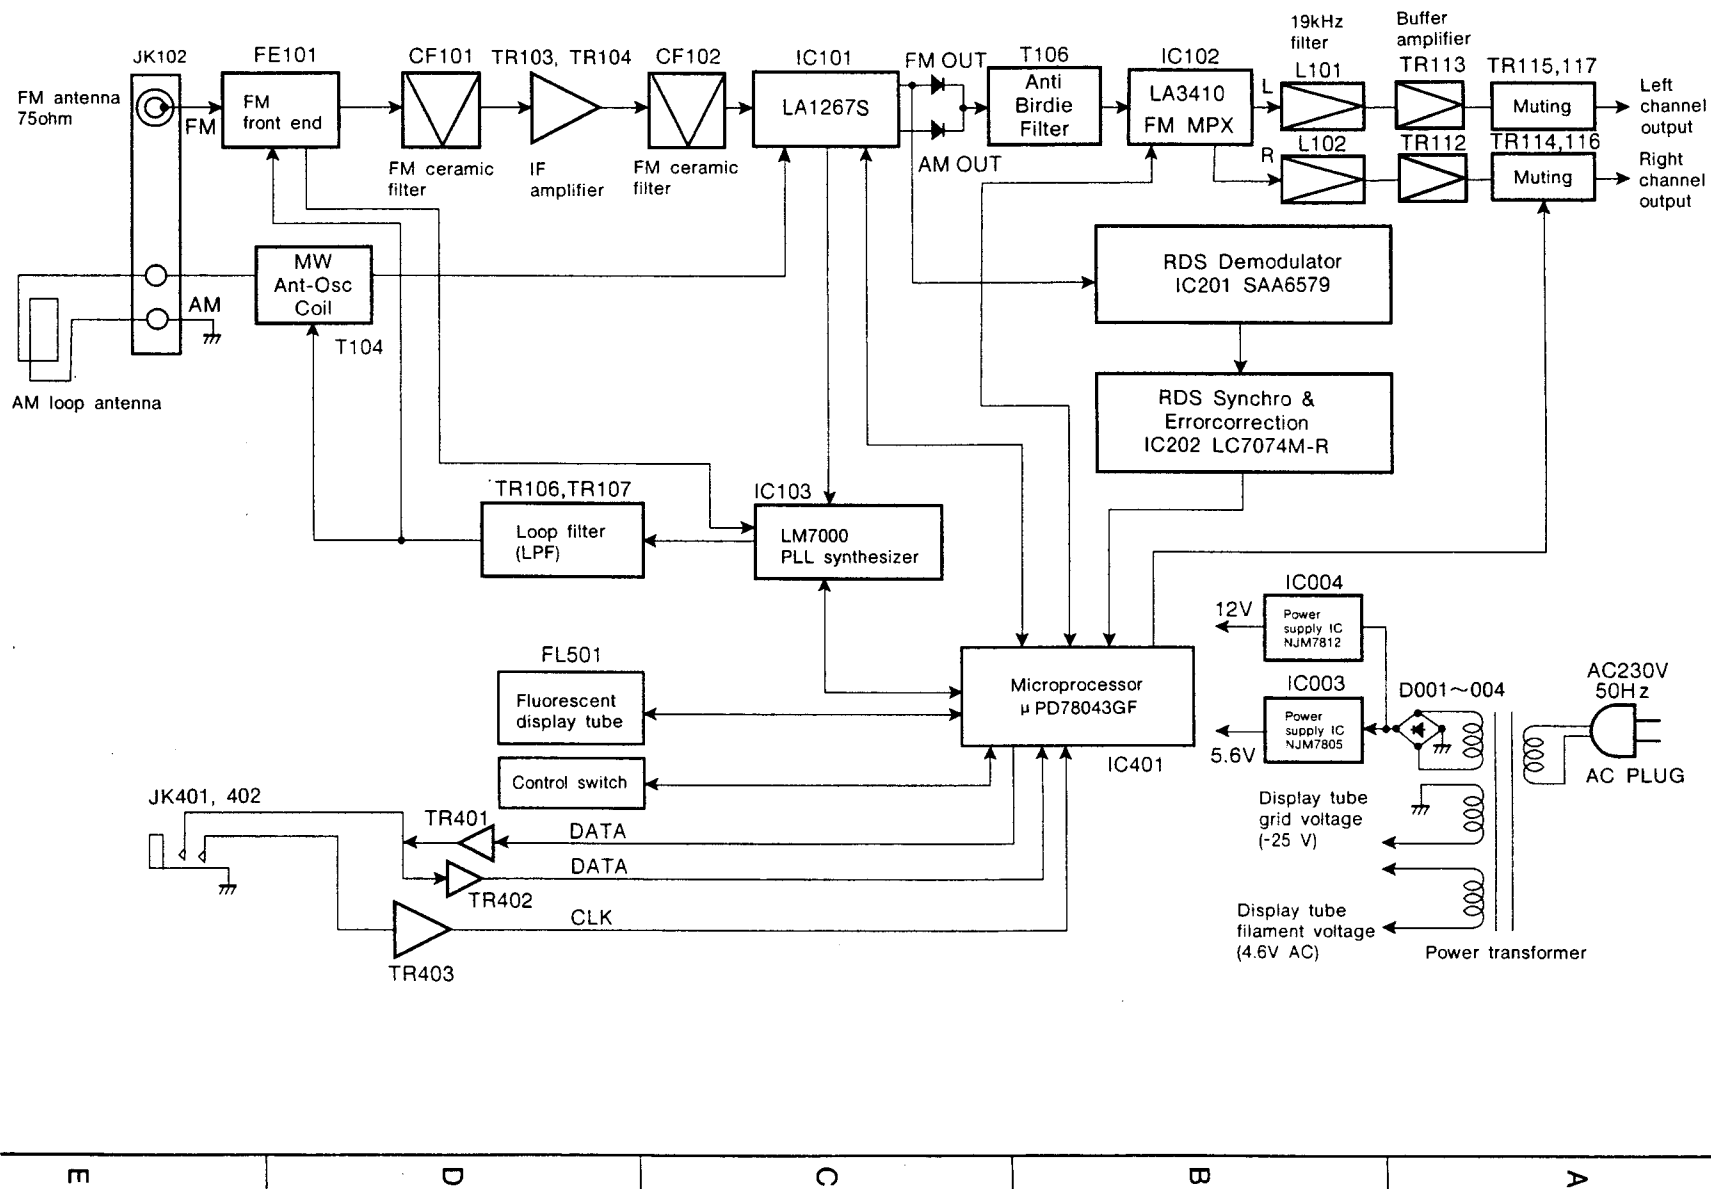 19kHz
filter
Buffer
amplifier
JK102
FE101
CF101
TR103, TR104
CF102
IC101
FM OUT
T106
IC102
L101
TR113
TR115,117
FM antenna
75ohm
FM
FM
front end
LA1267S
Anti
Birdie
Filter
LA3410
FM MPX
L
Muting
Left
channel
output
FM ceramic
filter
IF
amplifier
FM ceramic
filter
AM OUT
R
L102
TR112
TR114,116
Muting
Right
channel
output
MW
Ant-Osc
Coil
AM
T104
AM loop antenna
RDS Demodulator
IC201 SAA6579
RDS Synchro &
Errorcorrection
IC202 LC7074M-R
TR106,TR107
Loop filter
(LPF)
IC103
LM7000
PLL synthesizer
IC004
12V
Power
supply IC
NJM7812
FL501
Fluorescent
display tube
Microprocessor
μ PD78043GF
IC401
IC003
Power
supply IC
NJM7805
5.6V
D001~004
AC230V
50Hz
AC PLUG
Control switch
JK401, 402
TR401
DATA
DATA
TR402
CLK
TR403
Display tube
grid voltage
(-25 V)
Display tube
filament voltage
(4.6V AC)
Power transformer
E
D
C
B
A